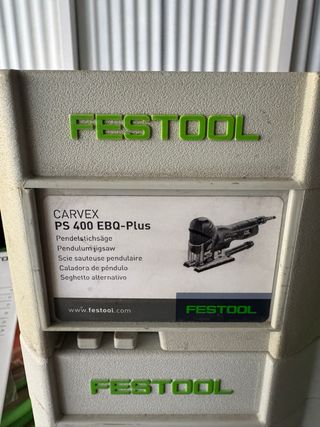 FESTOOL
CARVEX
PS 400 EBQ-Plus
Pendelstichsäge
Pendulum jigsaw
Scie sauteuse pendulaire
Caladora de péndulo
Seghetto alternativo
www.festool.com
FESTOOL
FESTOOL